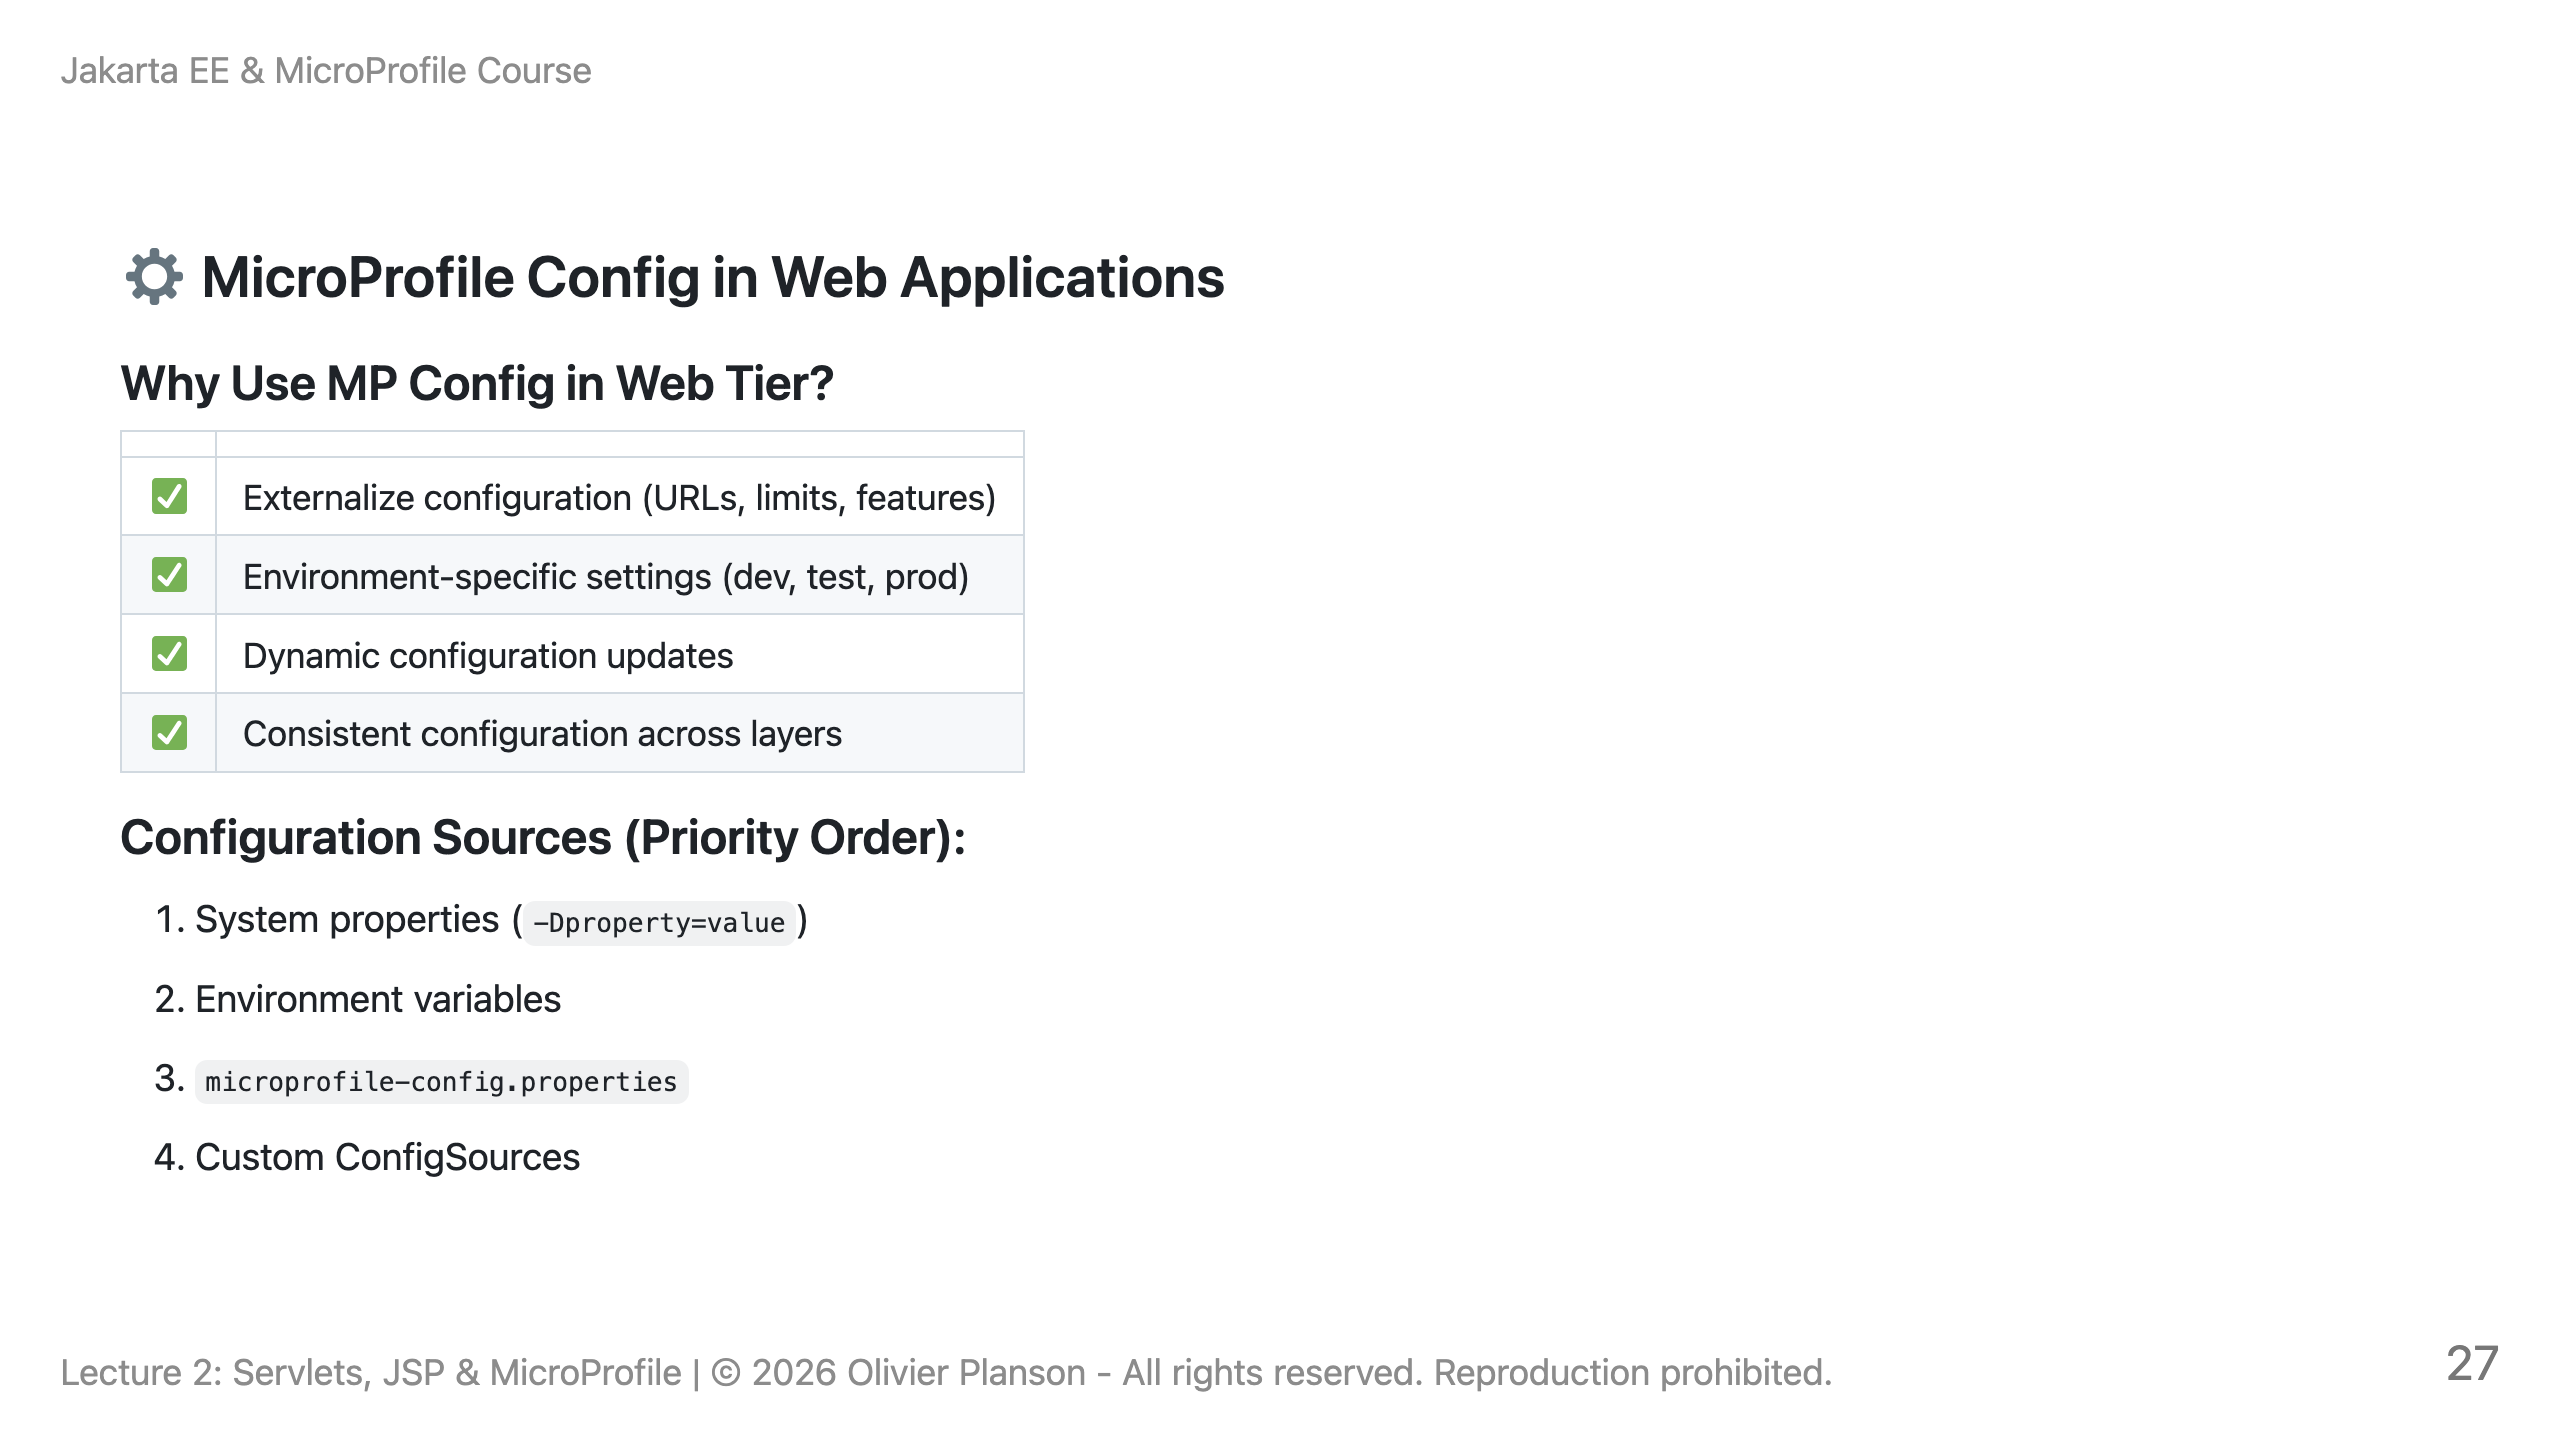 Jakarta EE & MicroProfile Course
⚙️ MicroProfile Config in Web Applications
Why Use MP Config in Web Tier?
✅ Externalize configuration (URLs, limits, features)
✅ Environment-specific settings (dev, test, prod)
✅ Dynamic configuration updates
✅ Consistent configuration across layers
Configuration Sources (Priority Order):
1. System properties (-Dproperty=value)
2. Environment variables
3. microprofile-config.properties
4. Custom ConfigSources
Lecture 2: Servlets, JSP & MicroProfile | © 2026 Olivier Planson - All rights reserved. Reproduction prohibited.
27